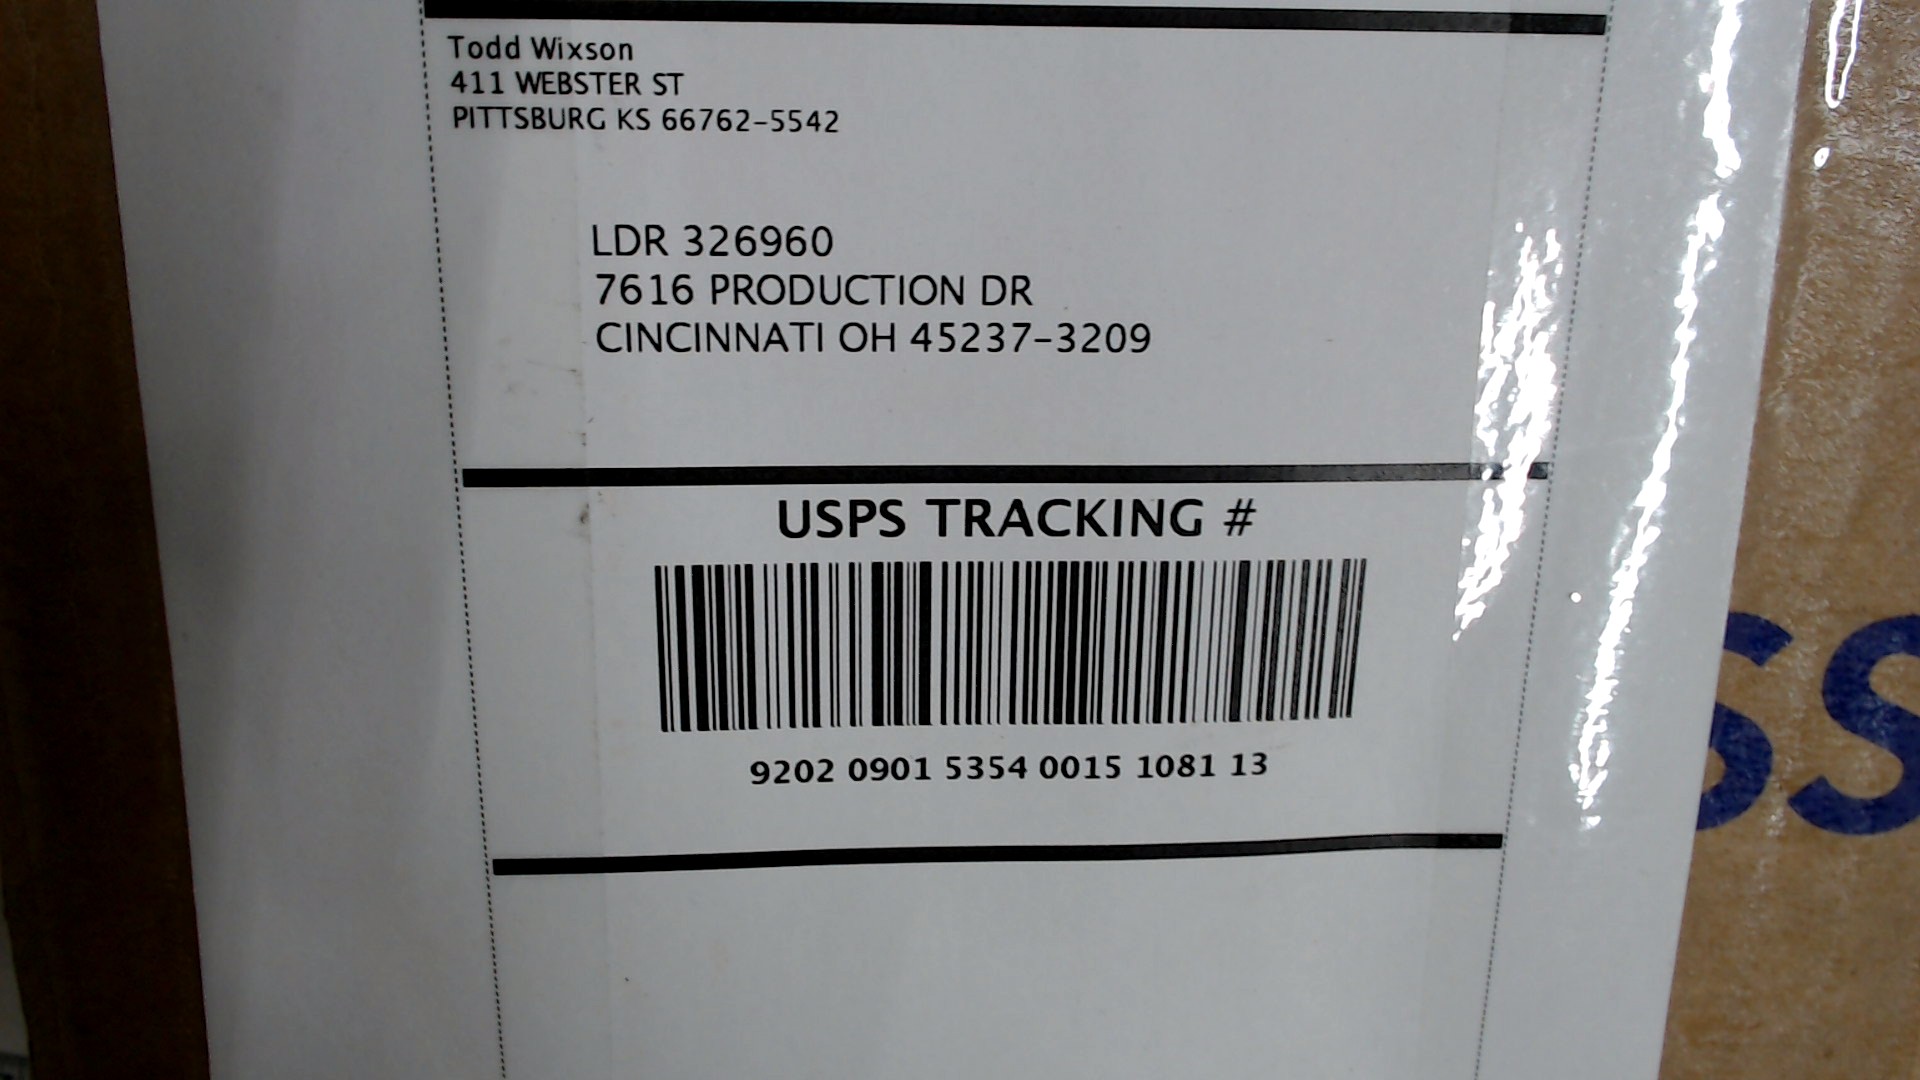 Todd Wixson
411 WEBSTER ST
PITTSBURG KS 66762-5542
LDR 326960
7616 PRODUCTION DR
CINCINNATI OH 45237-3209
USPS TRACKING #
9202 0901 5354 0015 1081 13
SS